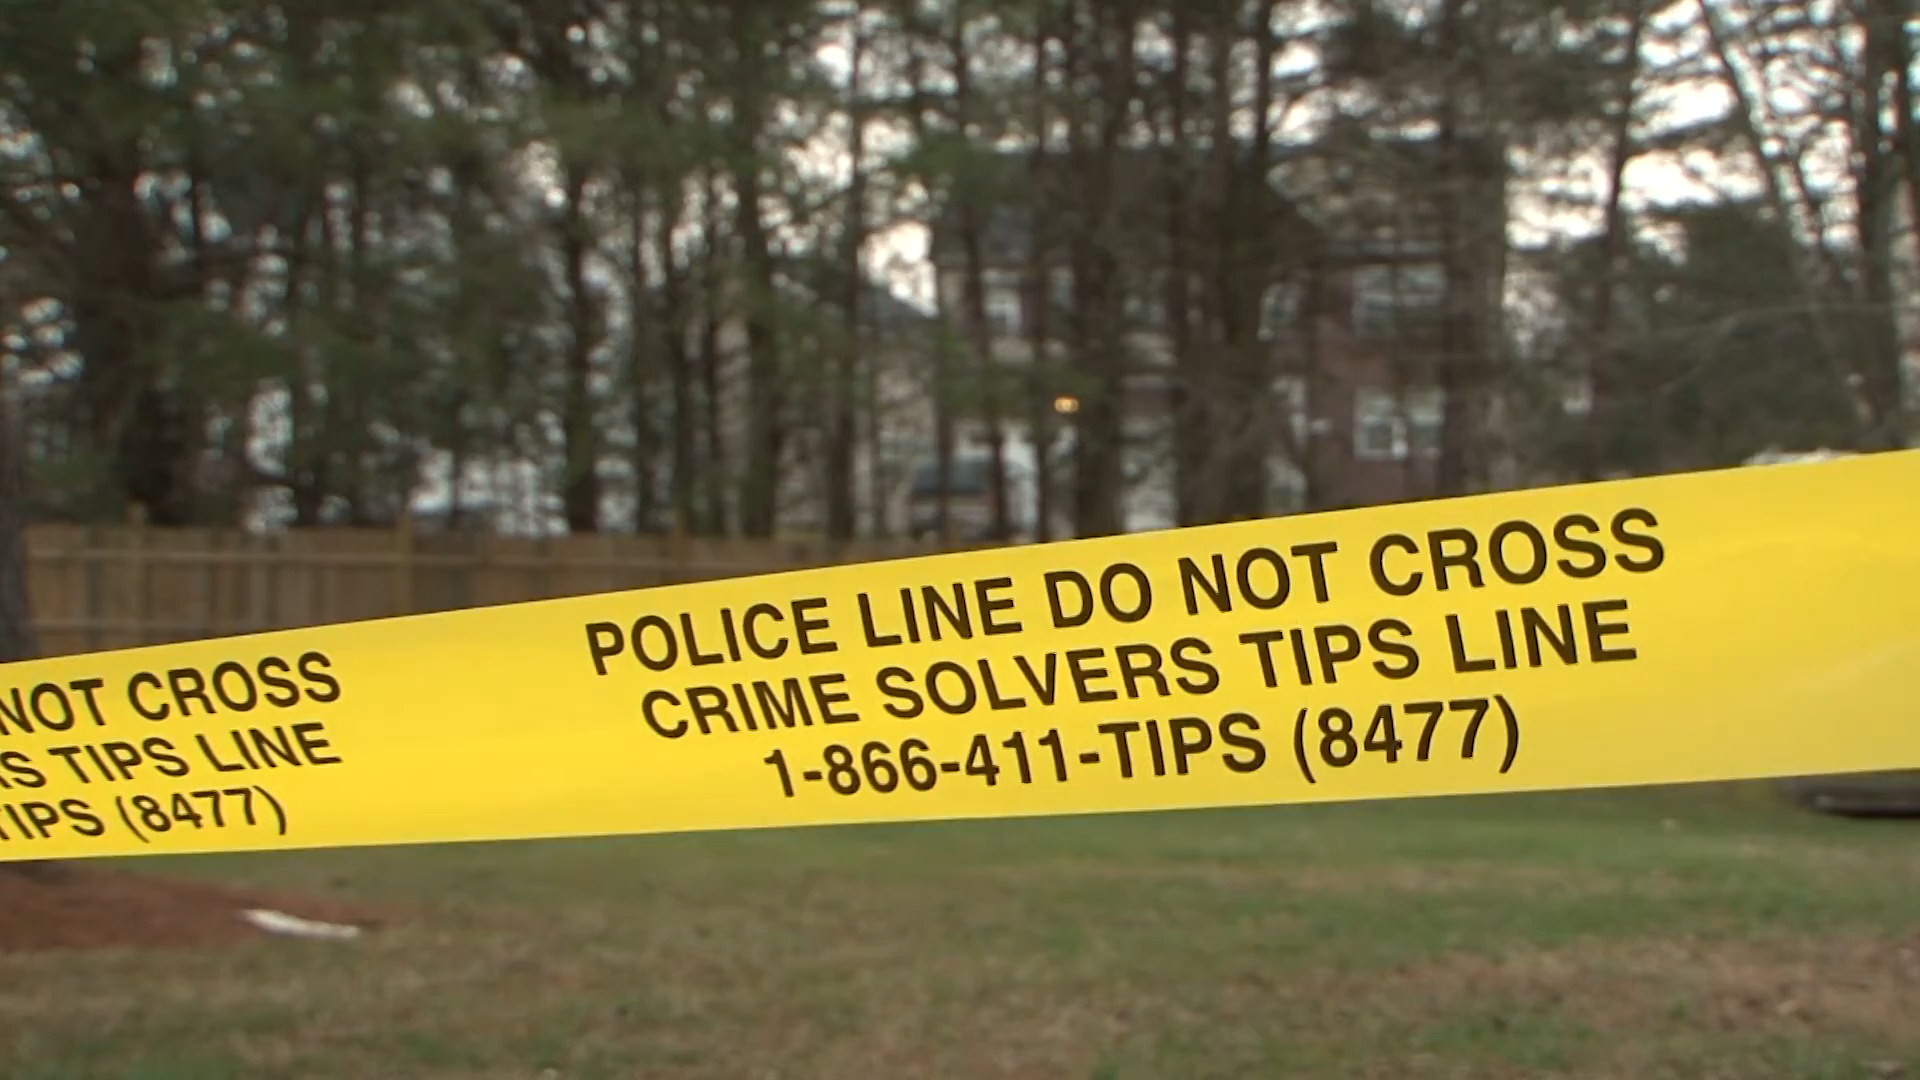 NOT CROSS
S TIPS LINE
TIPS (8477)
POLICE LINE DO NOT CROSS
CRIME SOLVERS TIPS LINE
1-866-411-TIPS (8477)